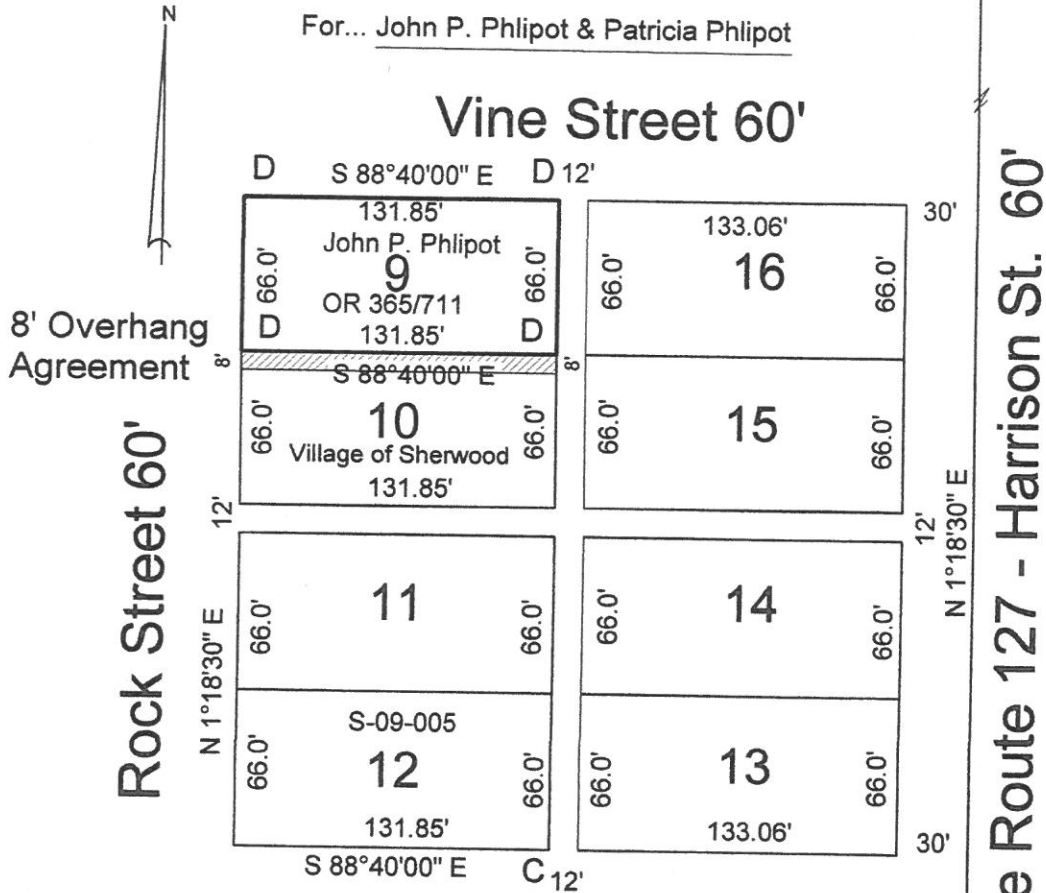 N
For... John P. Phlipot & Patricia Phlipot
Vine Street 60'
D S 88°40'00" E D 12'
131.85'
John P. Phlipot
9
OR 365/711
131.85'
66.0'
66.0'
D
D
133.06'
16
66.0'
66.0'
30'
8' Overhang
Agreement
8'
8'
S 88°40'00" E
10
Village of Sherwood
131.85'
66.0'
66.0'
15
66.0'
66.0'
12'
12'
Rock Street 60'
N 1°18'30" E
11
66.0'
66.0'
14
66.0'
66.0'
N 1°18'30" E
S-09-005
12
131.85'
66.0'
66.0'
S 88°40'00" E
C 12'
13
133.06'
66.0'
66.0'
30'
e Route 127 - Harrison St. 60'